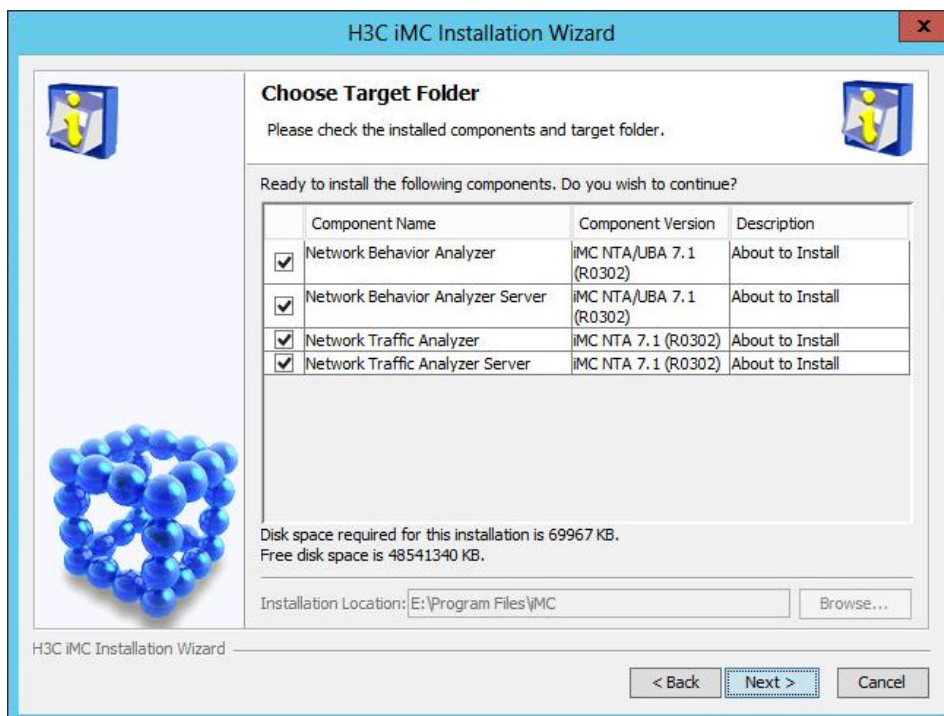 H3C iMC Installation Wizard
x
Choose Target Folder
Please check the installed components and target folder.
Ready to install the following components. Do you wish to continue?
Component Name Component Version Description
Network Behavior Analyzer iMC NTA/UBA 7.1 (R0302) About to Install
Network Behavior Analyzer Server iMC NTA/UBA 7.1 (R0302) About to Install
Network Traffic Analyzer iMC NTA 7.1 (R0302) About to Install
Network Traffic Analyzer Server iMC NTA 7.1 (R0302) About to Install
Disk space required for this installation is 69967 KB.
Free disk space is 48541340 KB.
Installation Location: E:\Program Files\iMC Browse...
H3C iMC Installation Wizard
< Back Next > Cancel